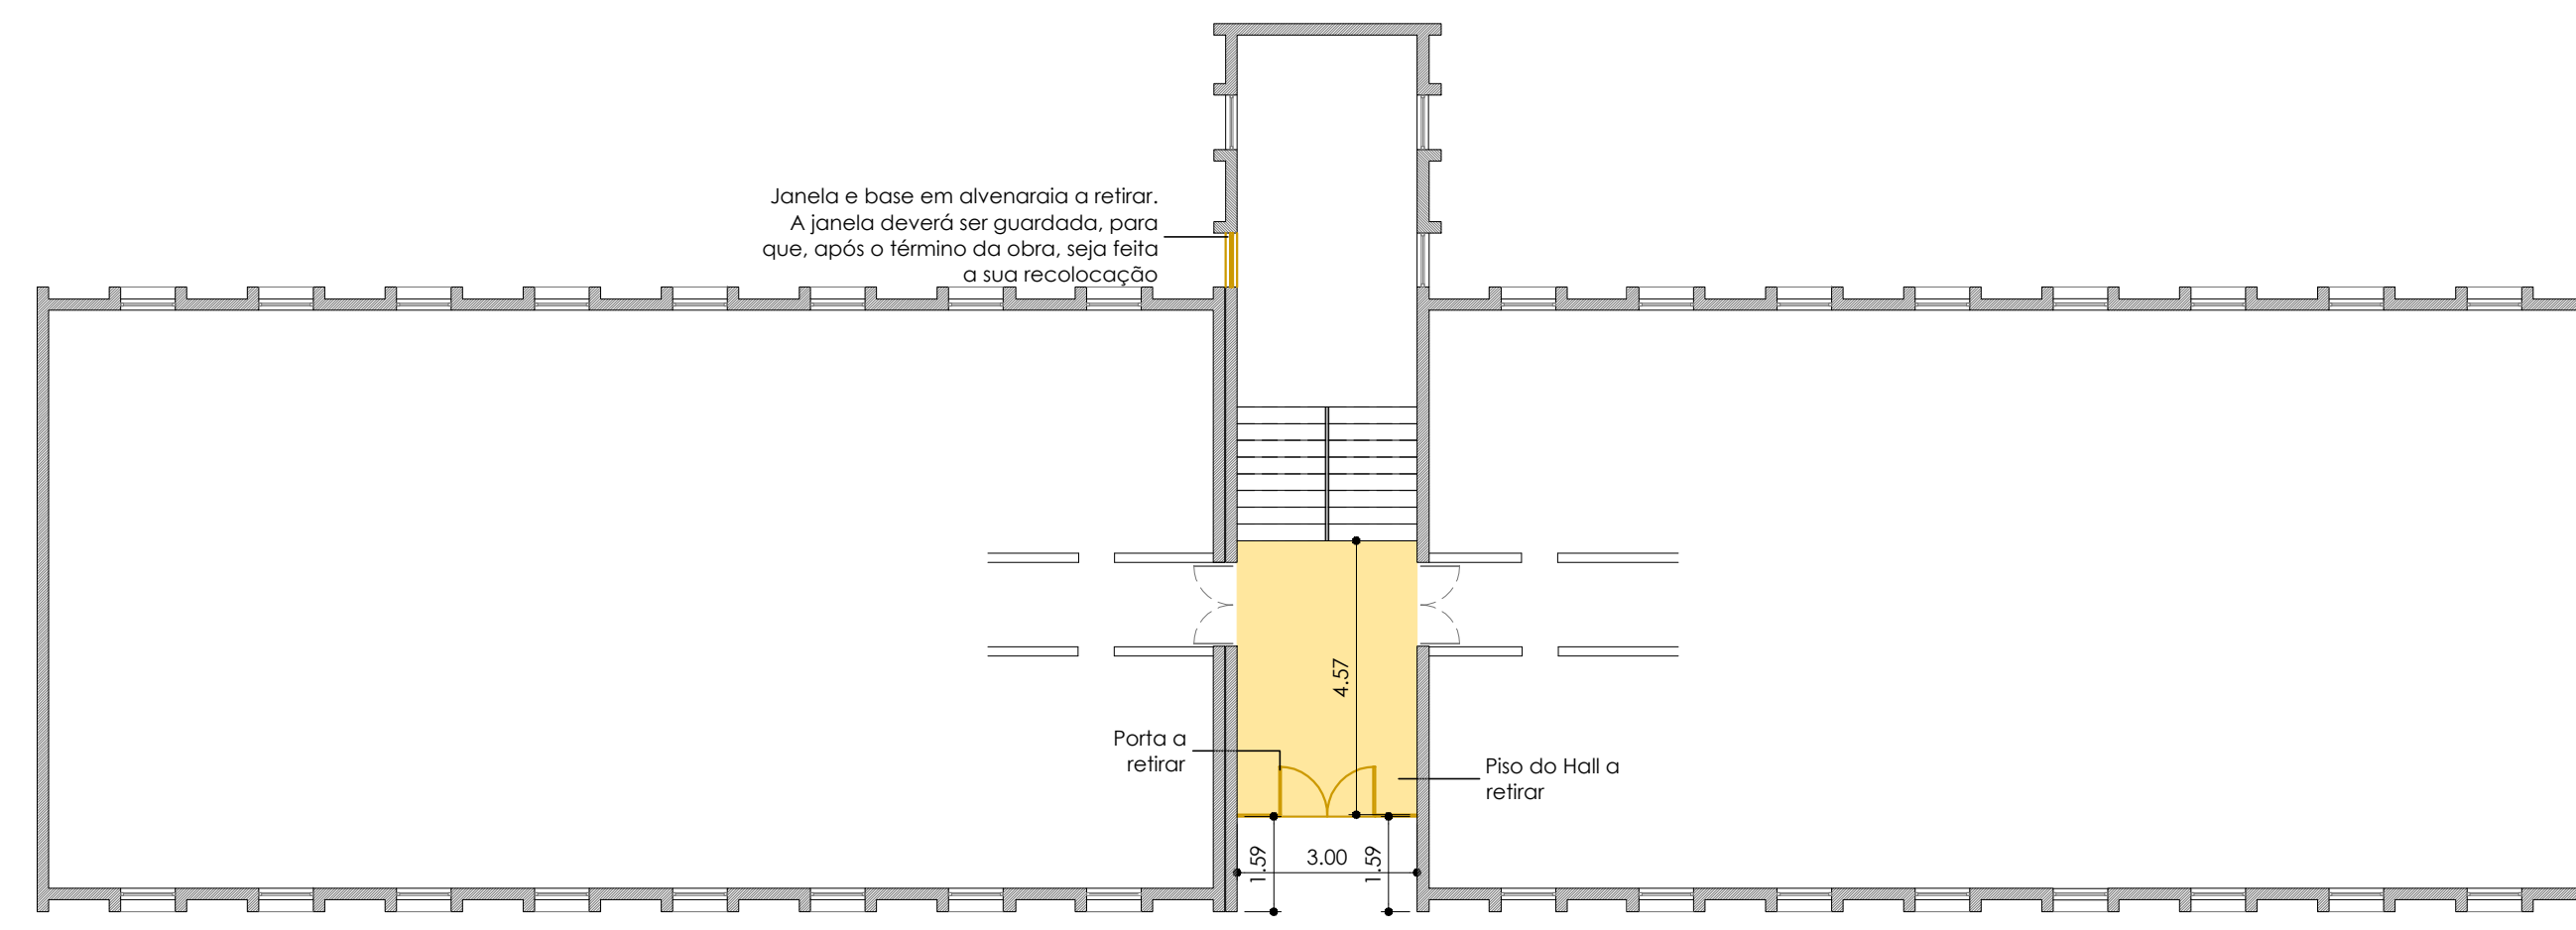 Janela e base em alvenaraia a retirar.
A janela deverá ser guardada, para
que, após o término da obra, seja feita
a sua recolocação
4.57
Porta a
retirar
Piso do Hall a
retirar
1.59
3.00
1.59